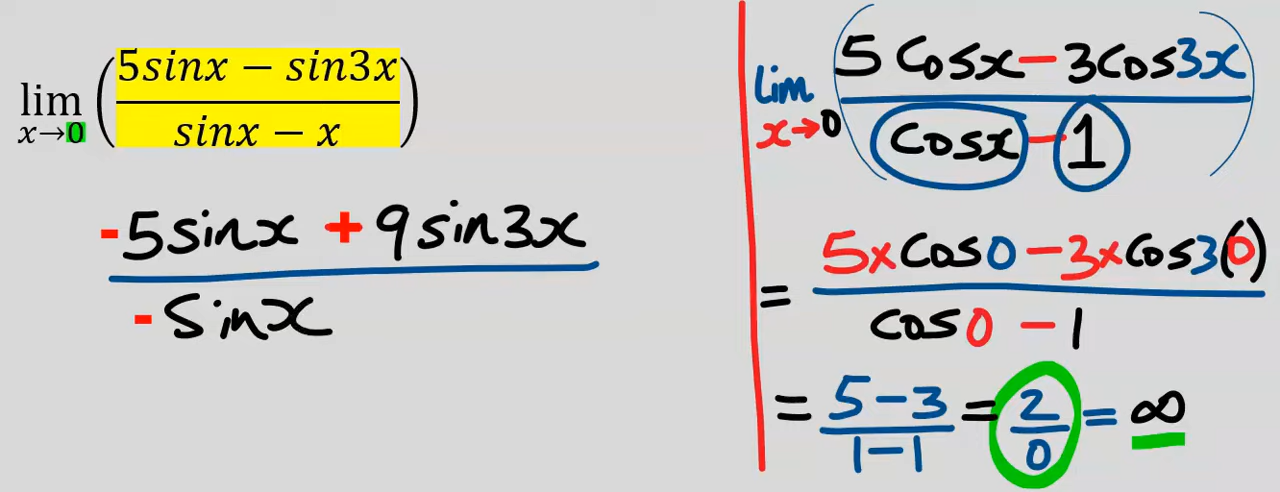 lim x→0 (5sinx − sin3x / sinx − x)
-5sinx + 9sin3x
-sinx
lim x→0 (5cosx − 3cos3x / cosx − 1)
= 5xcos0 − 3xcos3(0) / cos0 − 1
= 5−3 / 1−1 = 2/0 = ∞